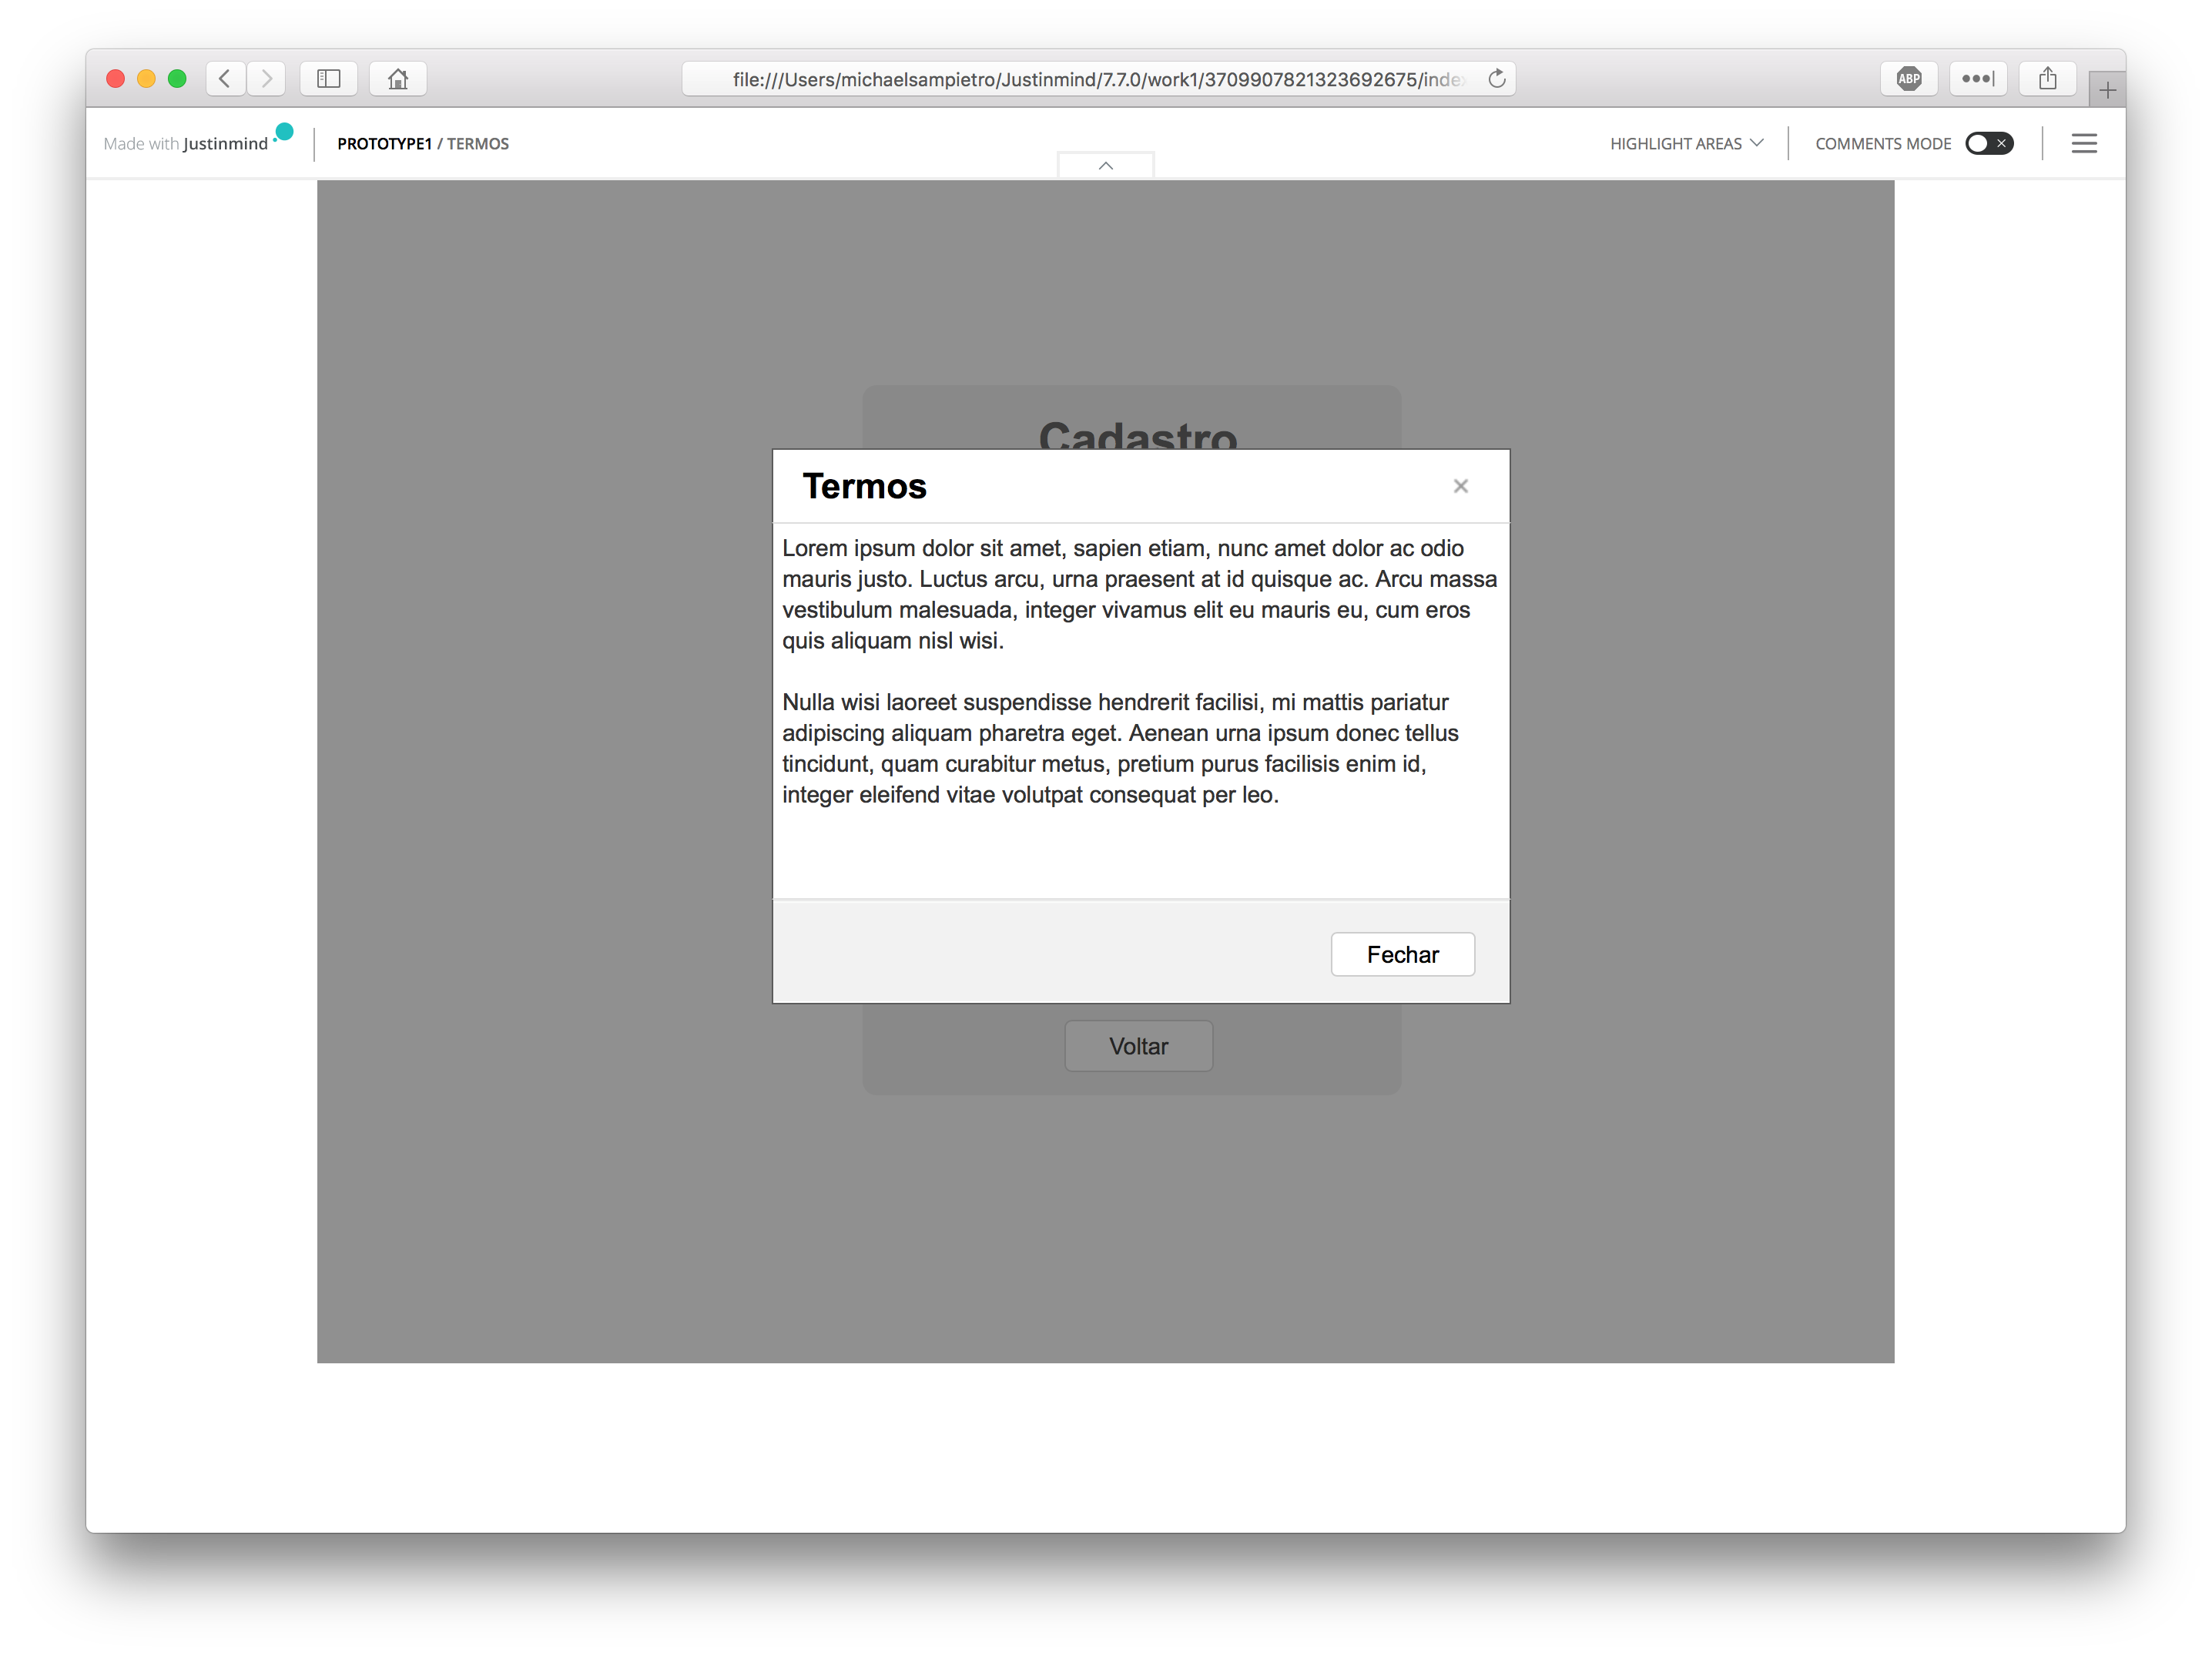 file:///Users/michaelsampietro/Justinmind/7.7.0/work1/3709907821323692675/index
ABP
Made with Justinmind
PROTOTYPE1 / TERMOS
HIGHLIGHT AREAS
COMMENTS MODE
Cadastro
Termos
Lorem ipsum dolor sit amet, sapien etiam, nunc amet dolor ac odio
mauris justo. Luctus arcu, urna praesent at id quisque ac. Arcu massa
vestibulum malesuada, integer vivamus elit eu mauris eu, cum eros
quis aliquam nisl wisi.
Nulla wisi laoreet suspendisse hendrerit facilisi, mi mattis pariatur
adipiscing aliquam pharetra eget. Aenean urna ipsum donec tellus
tincidunt, quam curabitur metus, pretium purus facilisis enim id,
integer eleifend vitae volutpat consequat per leo.
Fechar
Voltar